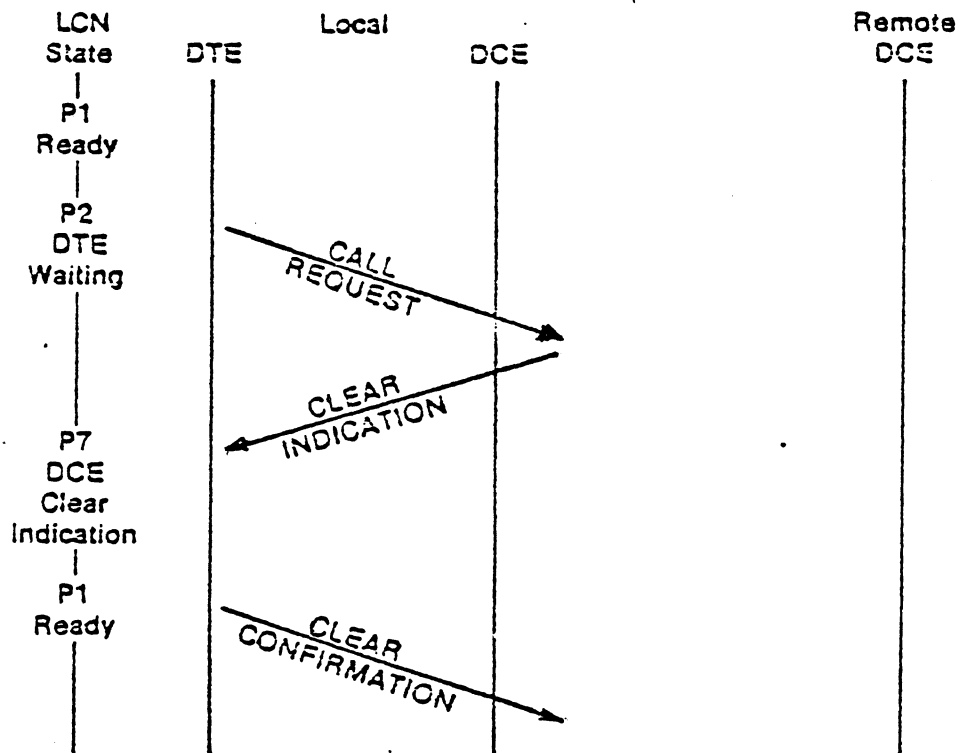 LCN
State
Local
DTE
DCE
Remote
DCE
P1
Ready
P2
DTE
Waiting
CALL
REQUEST
CLEAR
INDICATION
P7
DCE
Clear
Indication
P1
Ready
CLEAR
CONFIRMATION